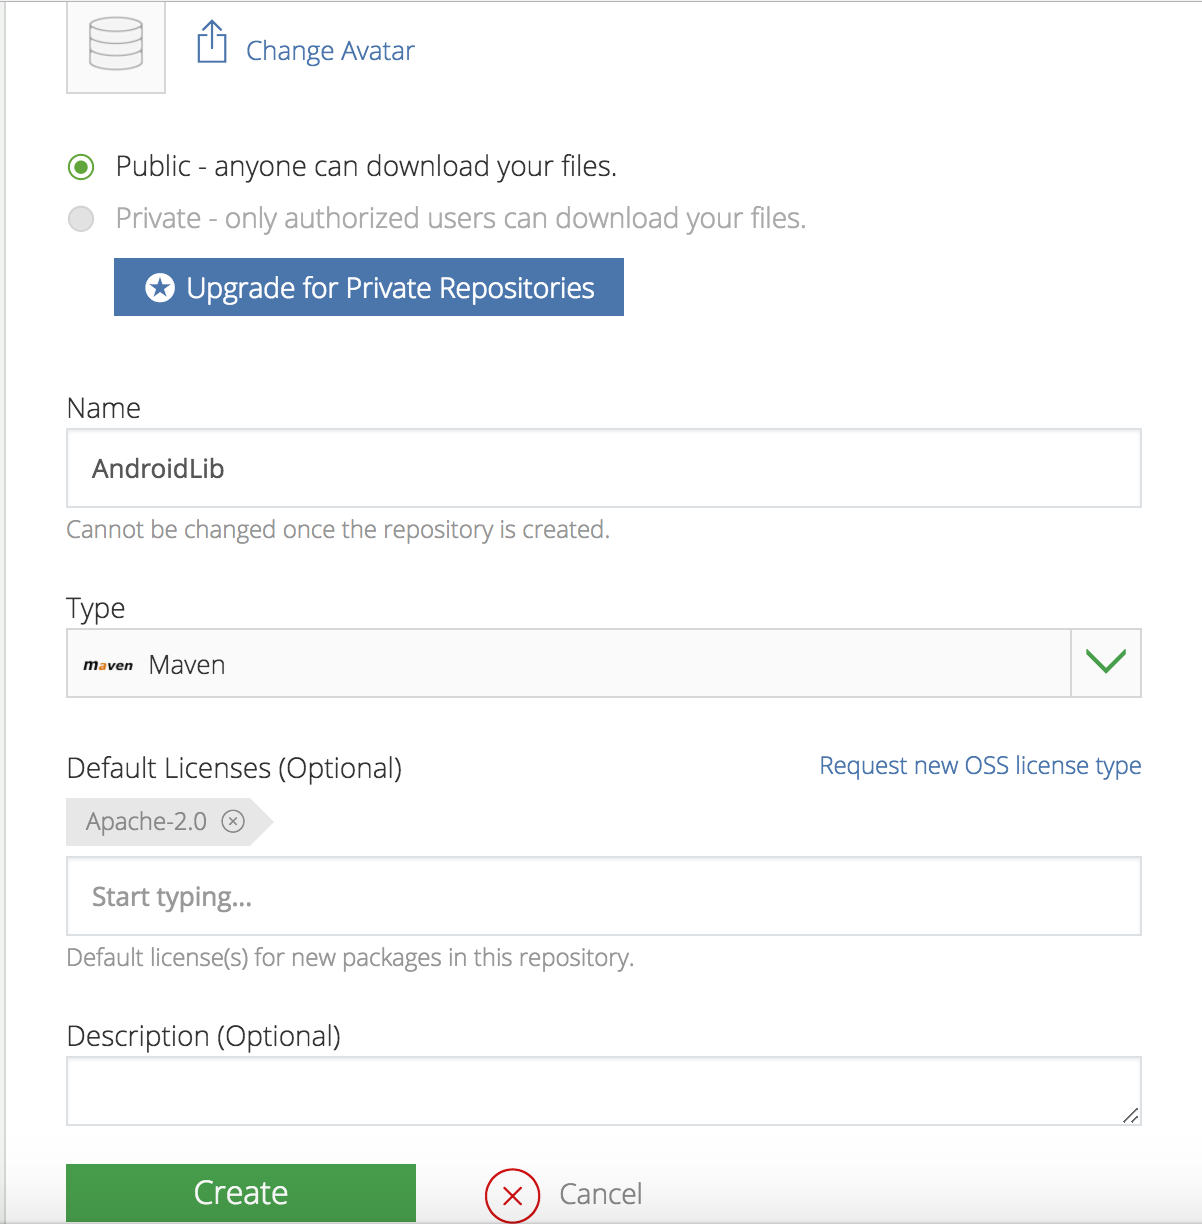 Change Avatar
Public - anyone can download your files.
Private - only authorized users can download your files.
Upgrade for Private Repositories
Name
AndroidLib
Cannot be changed once the repository is created.
Type
maven Maven
Default Licenses (Optional)
Request new OSS license type
Apache-2.0
Start typing...
Default license(s) for new packages in this repository.
Description (Optional)
Create
Cancel